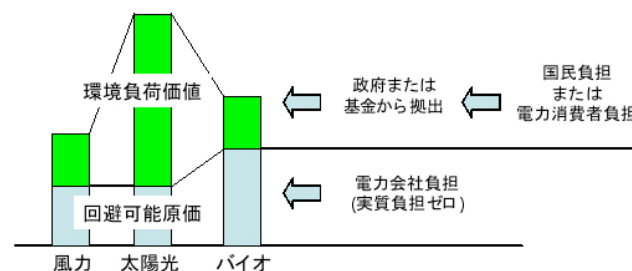 環境負荷価値
政府または
基金から拠出
国民負担
または
電力消費者負担
回避可能原価
電力会社負担
(実質負担ゼロ)
風力
太陽光
バイオ